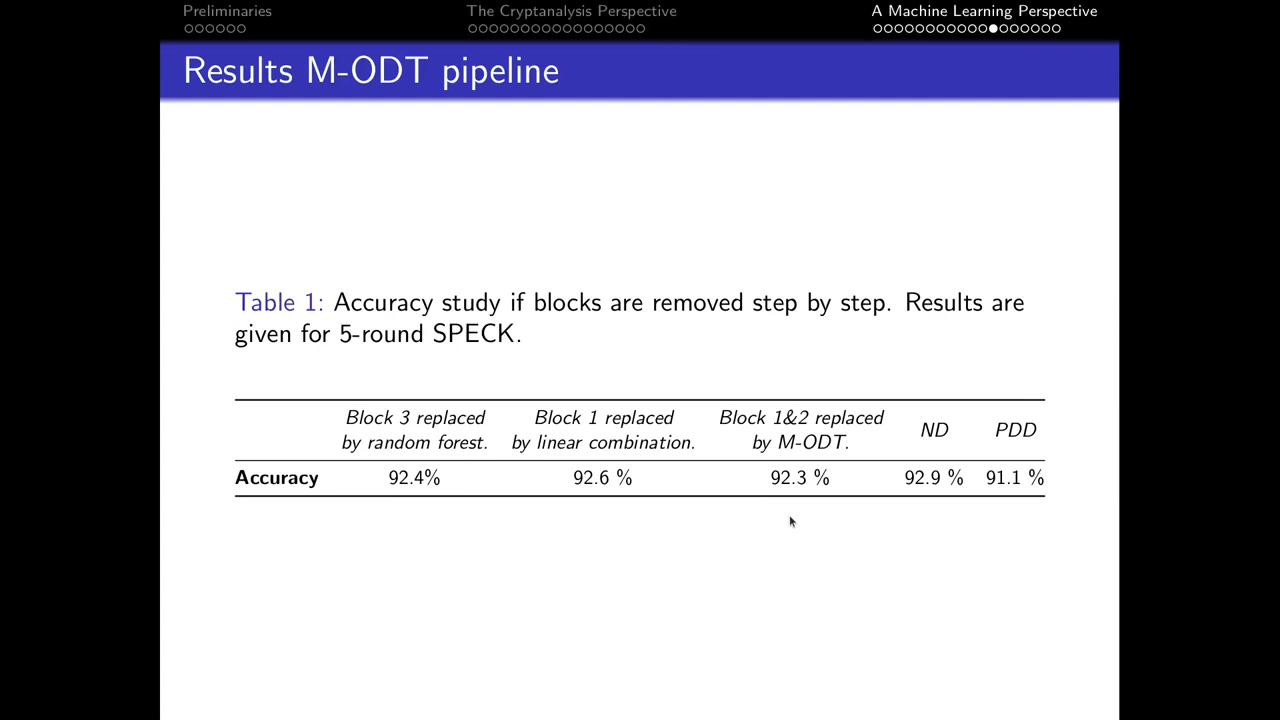 Preliminaries
The Cryptanalysis Perspective
A Machine Learning Perspective
Results M-ODT pipeline
Table 1: Accuracy study if blocks are removed step by step. Results are
given for 5-round SPECK.
Block 3 replaced by random forest.
Block 1 replaced by linear combination.
Block 1&2 replaced by M-ODT.
ND
PDD
Accuracy 92.4% 92.6 % 92.3 % 92.9 % 91.1 %